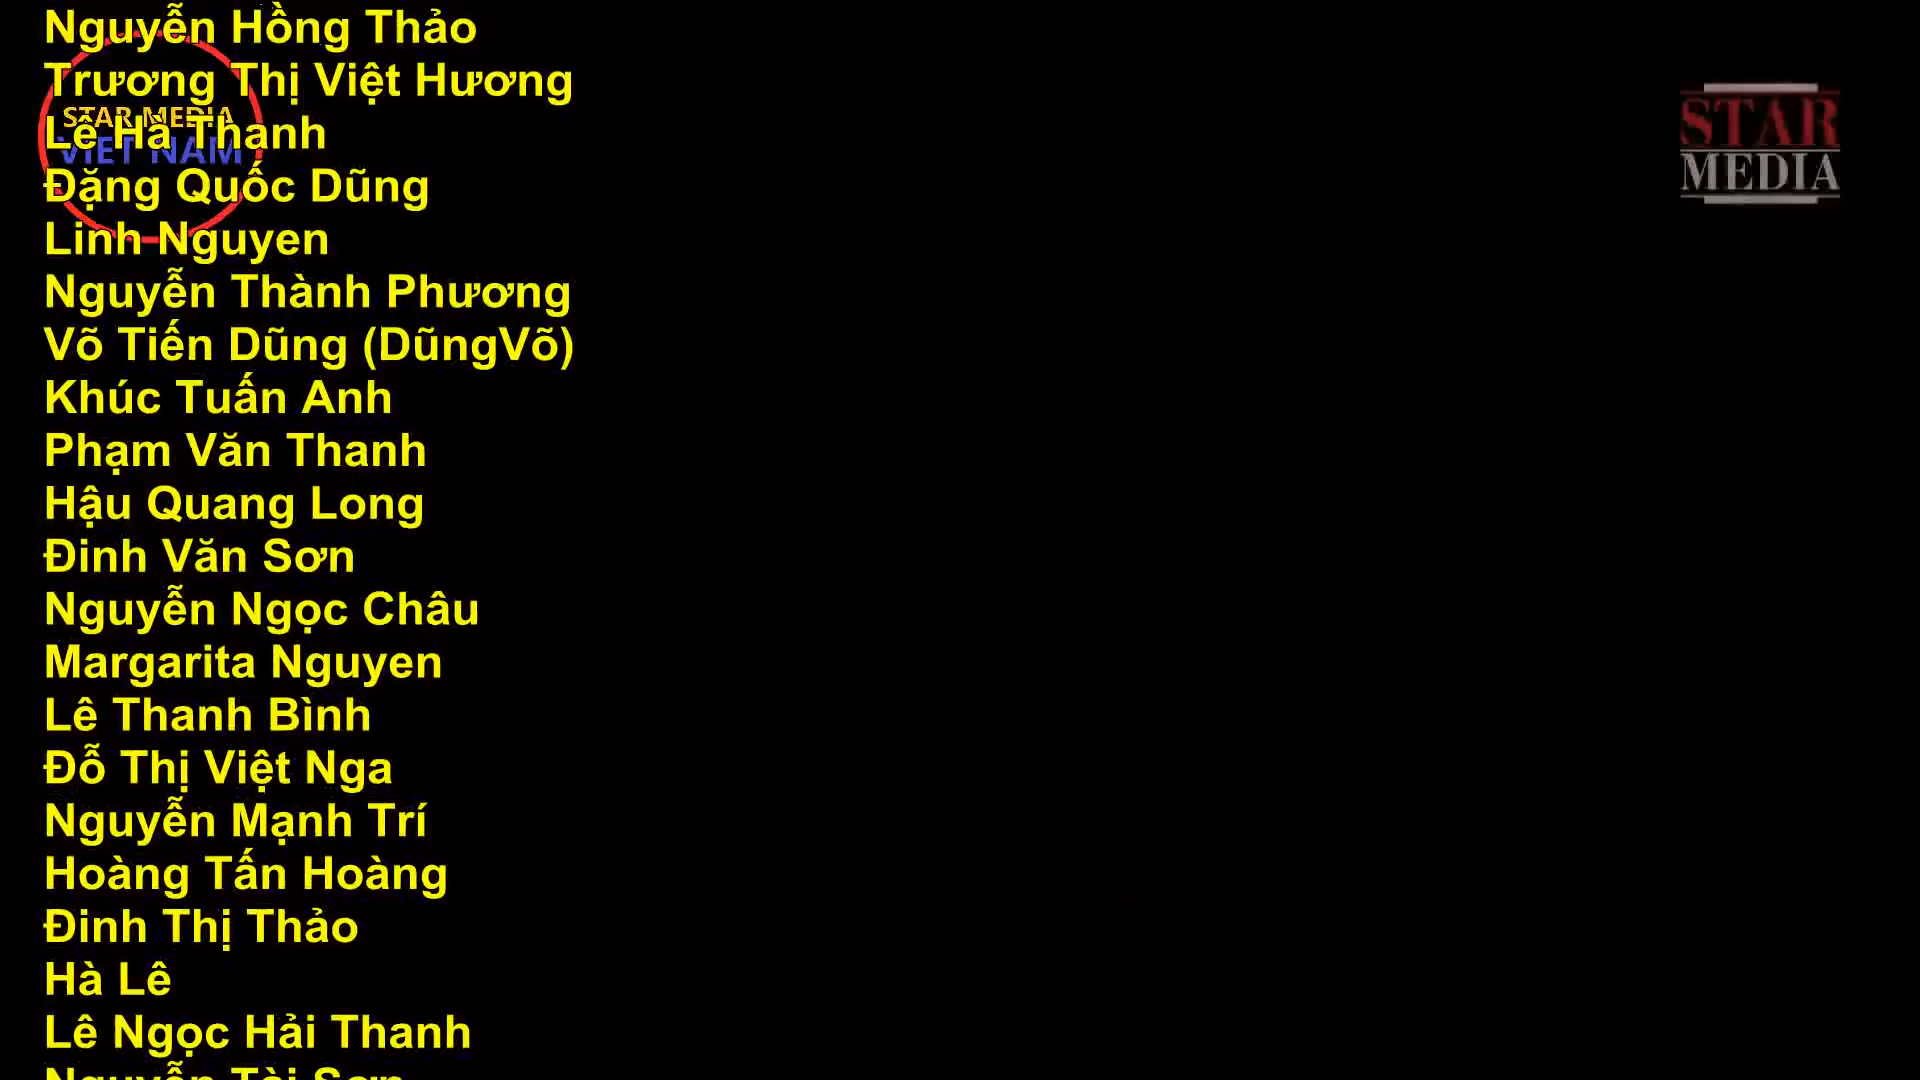 Nguyễn Hồng Thảo
Trương Thị Việt Hương
STAR MEDIA
VIET NAM
Lê Hà Thanh
Đặng Quốc Dũng
Linh Nguyen
Nguyễn Thành Phương
Võ Tiến Dũng (DũngVõ)
Khúc Tuấn Anh
Phạm Văn Thanh
Hậu Quang Long
Đinh Văn Sơn
Nguyễn Ngọc Châu
Margarita Nguyen
Lê Thanh Bình
Đỗ Thị Việt Nga
Nguyễn Mạnh Trí
Hoàng Tấn Hoàng
Đinh Thị Thảo
Hà Lê
Lê Ngọc Hải Thanh
Nguyễn Tài Sơn
STAR
MEDIA